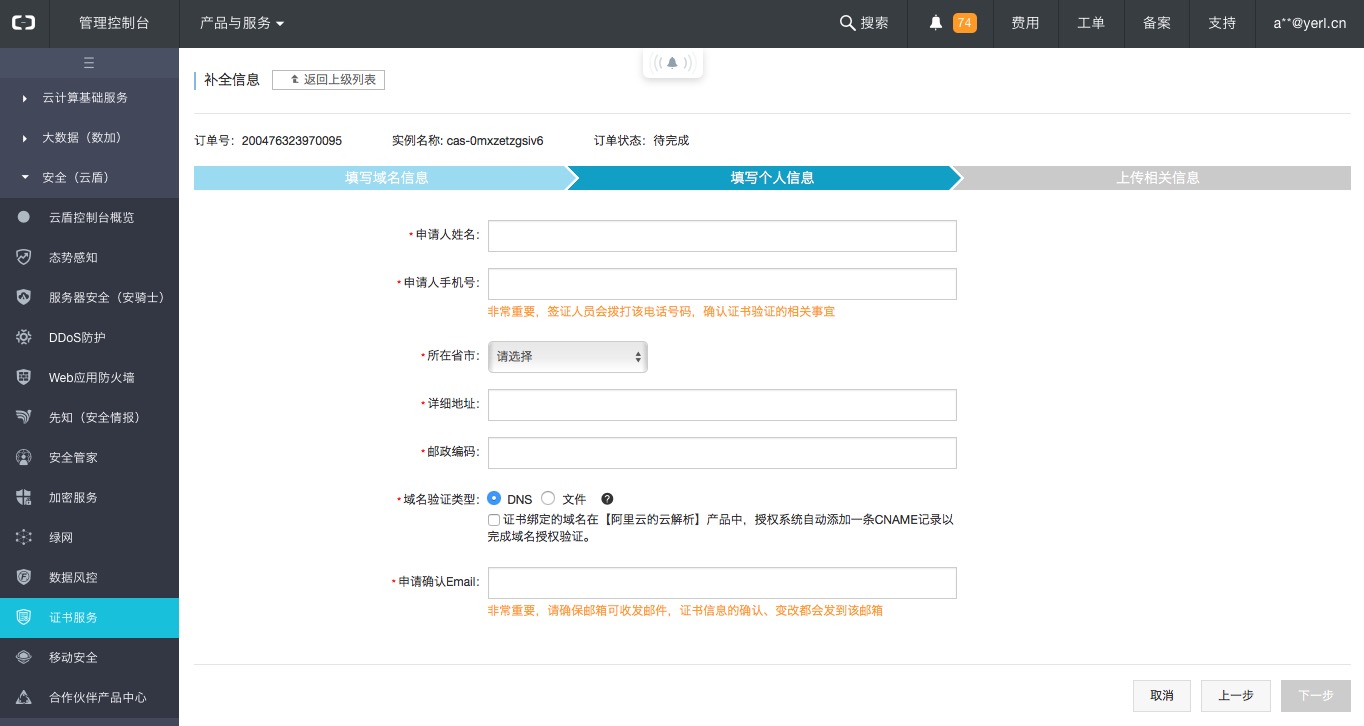 管理控制台 产品与服务 搜索 74 费用 工单 备案 支持 a**@yerl.cn
云计算基础服务
大数据（数加）
安全（云盾）
云盾控制台概览
态势感知
服务器安全（安骑士）
DDoS防护
Web应用防火墙
先知（安全情报）
安全管家
加密服务
绿网
数据风控
证书服务
移动安全
合作伙伴产品中心
补全信息 返回上级列表
订单号： 200476323970095 实例名称: cas-0mxzetzgsiv6 订单状态： 待完成
填写域名信息 填写个人信息 上传相关信息
*申请人姓名：
*申请人手机号：
非常重要，签证人员会拨打该电话号码，确认证书验证的相关事宜
*所在省市： 请选择
*详细地址：
*邮政编码：
*域名验证类型： DNS 文件 ?
证书绑定的域名在【阿里云的云解析】产品中，授权系统自动添加一条CNAME记录以
完成域名授权验证。
*申请确认Email：
非常重要，请确保邮箱可收发邮件，证书信息的确认、变改都会发到该邮箱
取消 上一步 下一步